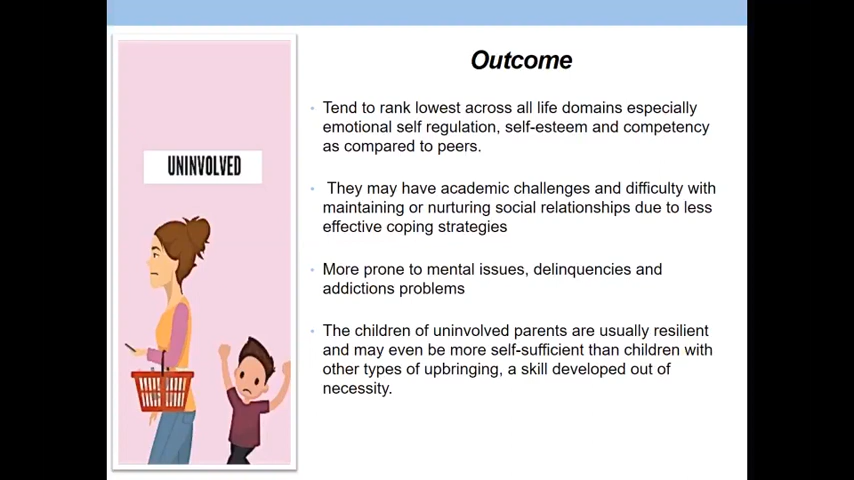 UNINVOLVED
Outcome
Tend to rank lowest across all life domains especially
emotional self regulation, self-esteem and competency
as compared to peers.
They may have academic challenges and difficulty with
maintaining or nurturing social relationships due to less
effective coping strategies
More prone to mental issues, delinquencies and
addictions problems
The children of uninvolved parents are usually resilient
and may even be more self-sufficient than children with
other types of upbringing, a skill developed out of
necessity.